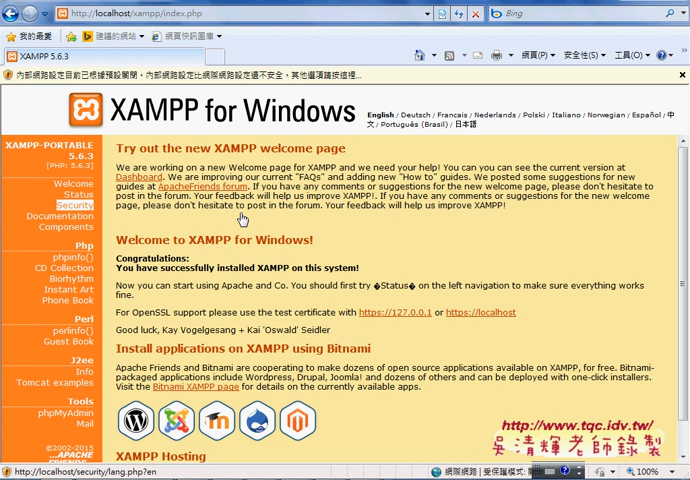 http://localhost/xampp/index.php
Bing
我的最愛
建議的網站
網頁快訊圖庫
XAMPP 5.6.3
網頁(P)
安全性(S)
工具(O)
內部網路設定目前已根據預設關閉。內部網路設定比網際網路設定還不安全。其他選項請按這裡...
XAMPP for Windows
English / Deutsch / Francais / Nederlands / Polski / Italiano / Norwegian / Español / 中
文 / Português (Brasil) / 日本語
XAMPP-PORTABLE
5.6.3
[PHP: 5.6.3]
Welcome
Status
Security
Documentation
Components
Php
phpinfo()
CD Collection
Biorhythm
Instant Art
Phone Book
Perl
perlinfo()
Guest Book
J2ee
Info
Tomcat examples
Tools
phpMyAdmin
Mail
©2002-2015
...APACHE
FRIENDS
Try out the new XAMPP welcome page
We are working on a new Welcome page for XAMPP and we need your help! You can you can see the current version at
Dashboard. We are improving our current "FAQs" and adding new "How to" guides. We posted some suggestions for new
guides at ApacheFriends forum. If you have any comments or suggestions for the new welcome page, please don't hesitate to
post in the forum. Your feedback will help us improve XAMPP!. If you have any comments or suggestions for the new welcome
page, please don't hesitate to post in the forum. Your feedback will help us improve XAMPP!
Welcome to XAMPP for Windows!
Congratulations:
You have successfully installed XAMPP on this system!
Now you can start using Apache and Co. You should first try �Status� on the left navigation to make sure everything works
fine.
For OpenSSL support please use the test certificate with https://127.0.0.1 or https://localhost
Good luck, Kay Vogelgesang + Kai 'Oswald' Seidler
Install applications on XAMPP using Bitnami
Apache Friends and Bitnami are cooperating to make dozens of open source applications available on XAMPP, for free. Bitnami-
packaged applications include Wordpress, Drupal, Joomla! and dozens of others and can be deployed with one-click installers.
Visit the Bitnami XAMPP page for details on the currently available apps.
XAMPP Hosting
http://www.tqc.idv.tw/
吳清輝老師錄製
http://localhost/security/lang.php?en
網際網路 | 受保護模式:
100%